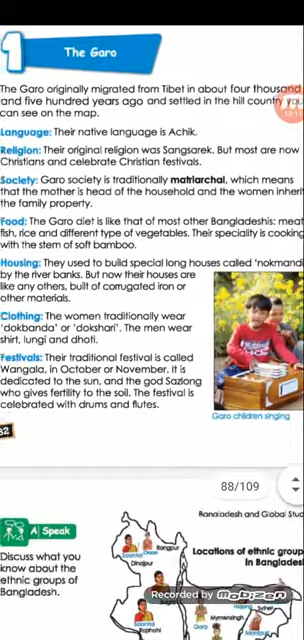 1
The Garo
The Garo originally migrated from Tibet in about four thousand
and five hundred years ago and settled in the hill country you
can see on the map.
Language: Their native language is Achik.
Religion: Their original religion was Sangsarek. But most are now
Christians and celebrate Christian festivals.
Society: Garo society is traditionally matriarchal, which means
that the mother is head of the household and the women inherit
the family property.
Food: The Garo diet is like that of most other Bangladeshis: meat
fish, rice and different type of vegetables. Their speciality is cooking
with the stem of soft bamboo.
Housing: They used to build special long houses called 'nokmandi
by the river banks. But now their houses are
like any others, built of corrugated iron or
other materials.
Clothing: The women traditionally wear
'dokbanda' or 'dokshari'. The men wear
shirt, lungi and dhoti.
Festivals: Their traditional festival is called
Wangala, in October or November. It is
dedicated to the sun, and the god Sazlong
who gives fertility to the soil. The festival is
celebrated with drums and flutes.
Garo children singing
82
88/109
Bangladesh and Global Stud
A Speak
Discuss what you
know about the
ethnic groups of
Bangladesh.
Locations of ethnic group
in Banglades
Rangpur
Dinajpur
Santal
Rajshahi
Mymensingh
Garo
Sylhet
Recorded by Mobizen